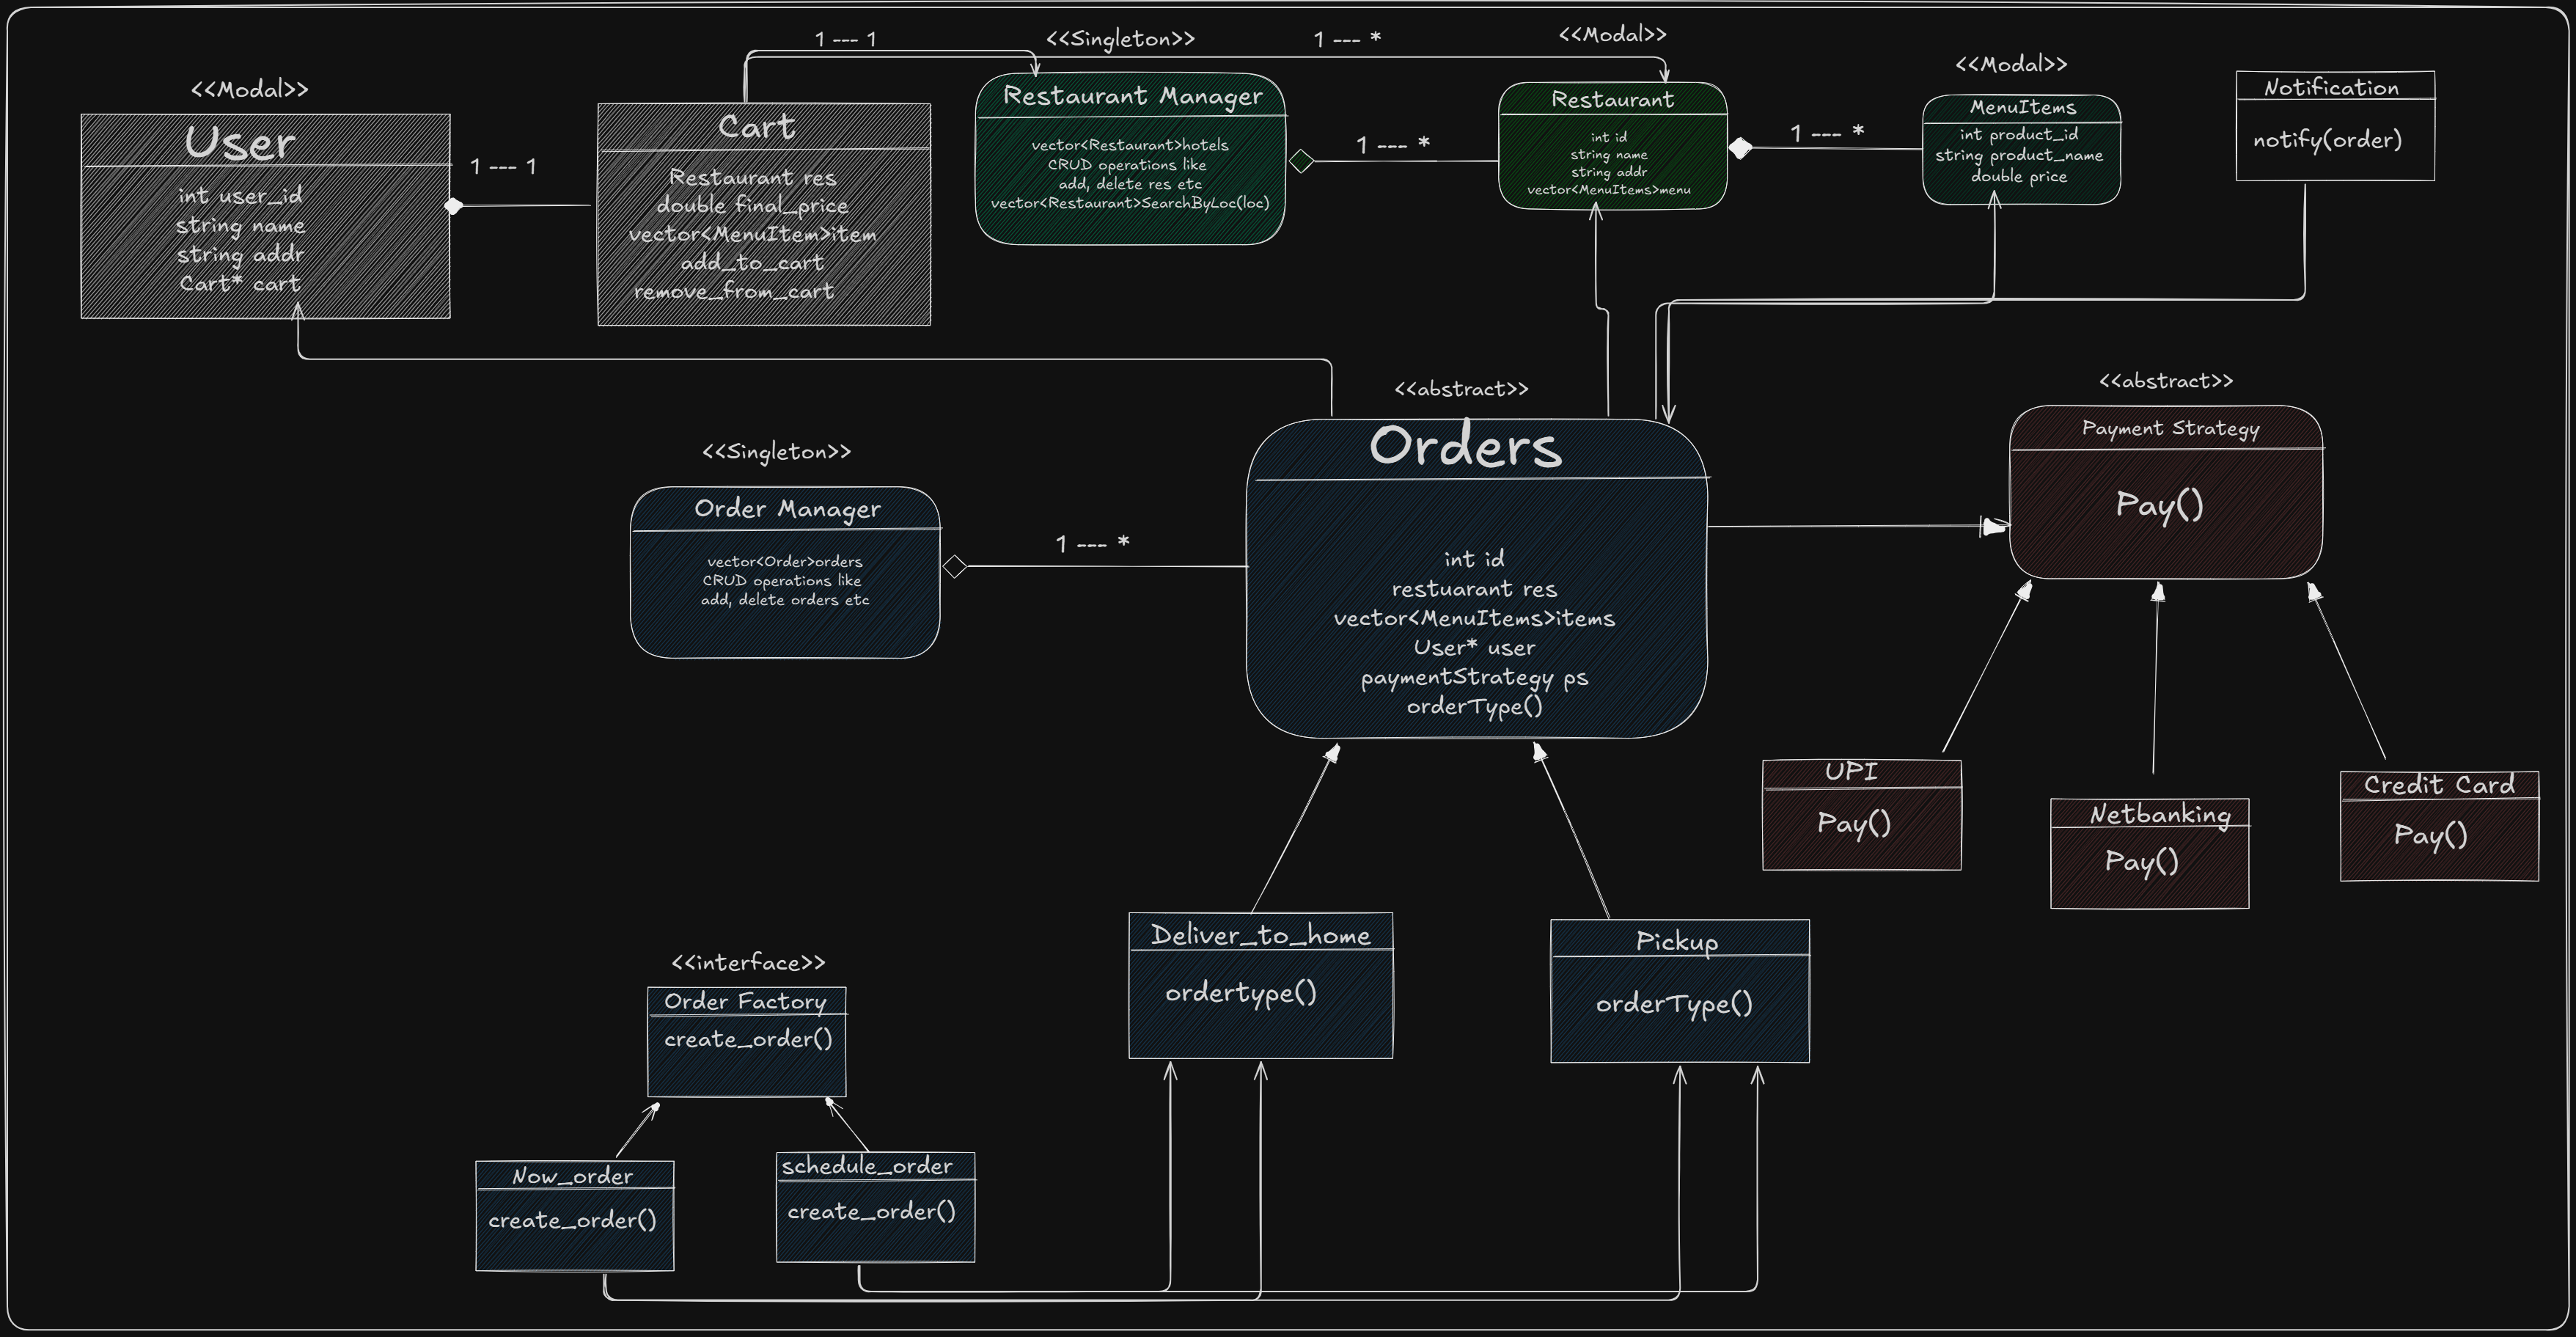 <<Modal>>
User
int user_id
string name
string addr
Cart* cart
1 --- 1
1 --- 1
Cart
Restaurant res
double final_price
vector<MenuItem>item
add_to_cart
remove_from_cart
<<Singleton>>
Restaurant Manager
vector<Restaurant>hotels
CRUD operations like
add, delete res etc
vector<Restaurant>SearchByLoc(loc)
1 --- *
1 --- *
<<Modal>>
Restaurant
int id
string name
string addr
vector<MenuItems>menu
1 --- *
<<Modal>>
MenuItems
int product_id
string product_name
double price
Notification
notify(order)
<<Singleton>>
Order Manager
vector<Order>orders
CRUD operations like
add, delete orders etc
1 --- *
<<abstract>>
Orders
int id
restuarant res
vector<MenuItems>items
User* user
paymentStrategy ps
orderType()
<<abstract>>
Payment Strategy
Pay()
UPI
Pay()
Netbanking
Pay()
Credit Card
Pay()
Deliver_to_home
ordertype()
Pickup
orderType()
<<interface>>
Order Factory
create_order()
Now_order
create_order()
schedule_order
create_order()